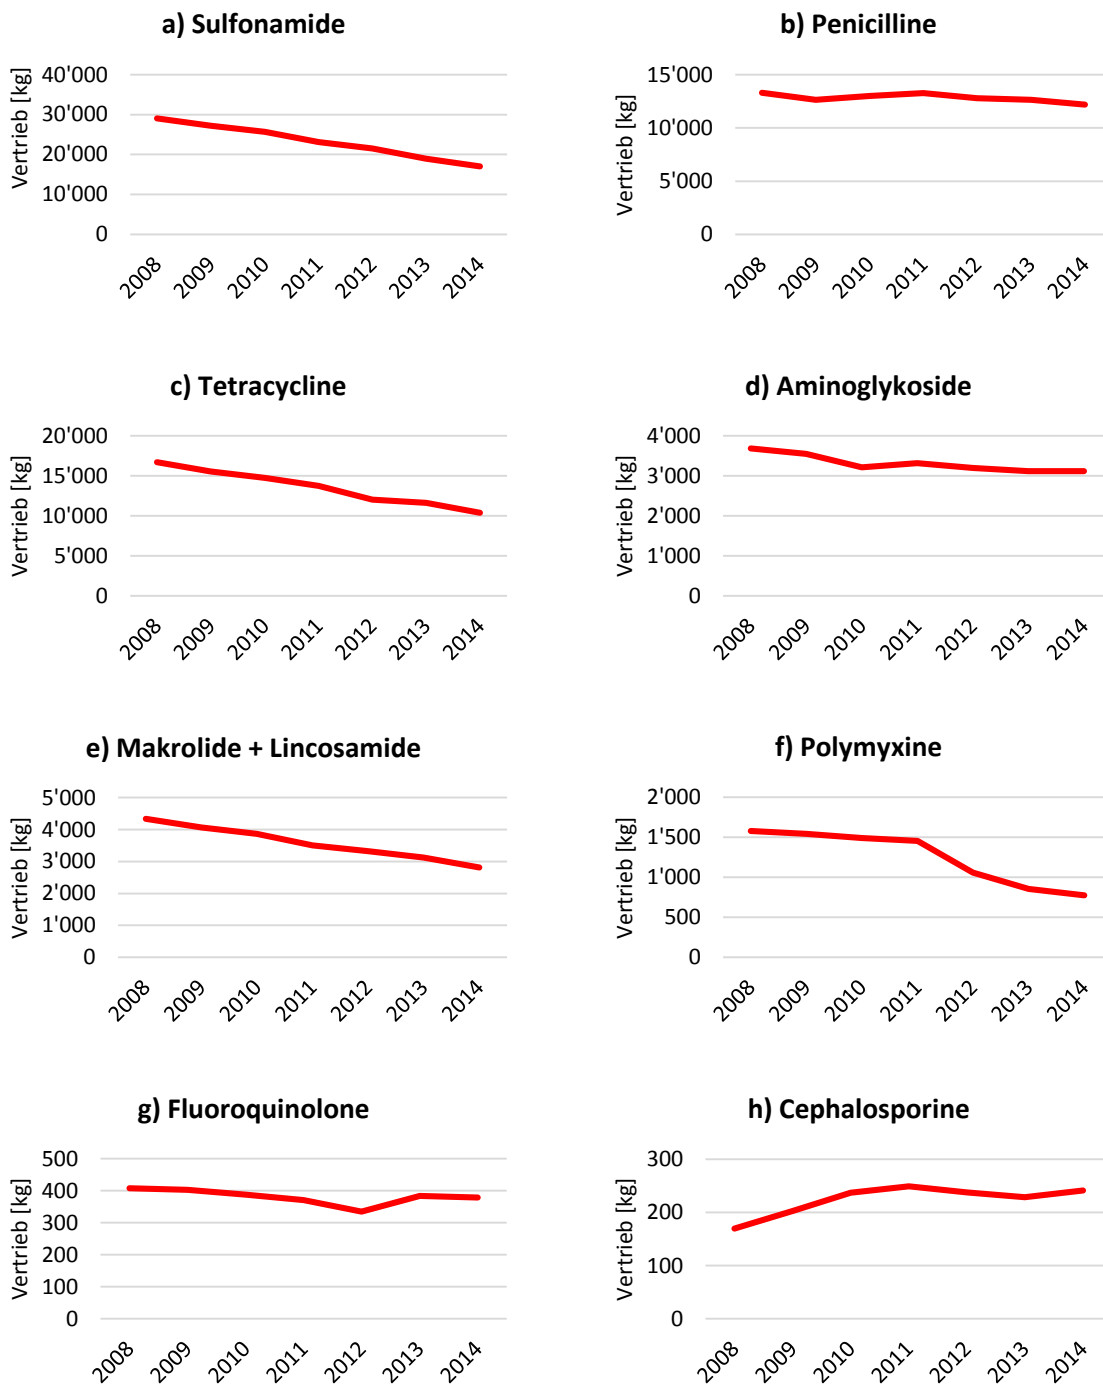 a) Sulfonamide
Vertrieb [kg]
40'000
30'000
20'000
10'000
0
2008 2009 2010 2011 2012 2013 2014
b) Penicilline
Vertrieb [kg]
15'000
10'000
5'000
0
2008 2009 2010 2011 2012 2013 2014
c) Tetracycline
Vertrieb [kg]
20'000
15'000
10'000
5'000
0
2008 2009 2010 2011 2012 2013 2014
d) Aminoglykoside
Vertrieb [kg]
4'000
3'000
2'000
1'000
0
2008 2009 2010 2011 2012 2013 2014
e) Makrolide + Lincosamide
Vertrieb [kg]
5'000
4'000
3'000
2'000
1'000
0
2008 2009 2010 2011 2012 2013 2014
f) Polymyxine
Vertrieb [kg]
2'000
1'500
1'000
500
0
2008 2009 2010 2011 2012 2013 2014
g) Fluoroquinolone
Vertrieb [kg]
500
400
300
200
100
0
2008 2009 2010 2011 2012 2013 2014
h) Cephalosporine
Vertrieb [kg]
300
200
100
0
2008 2009 2010 2011 2012 2013 2014